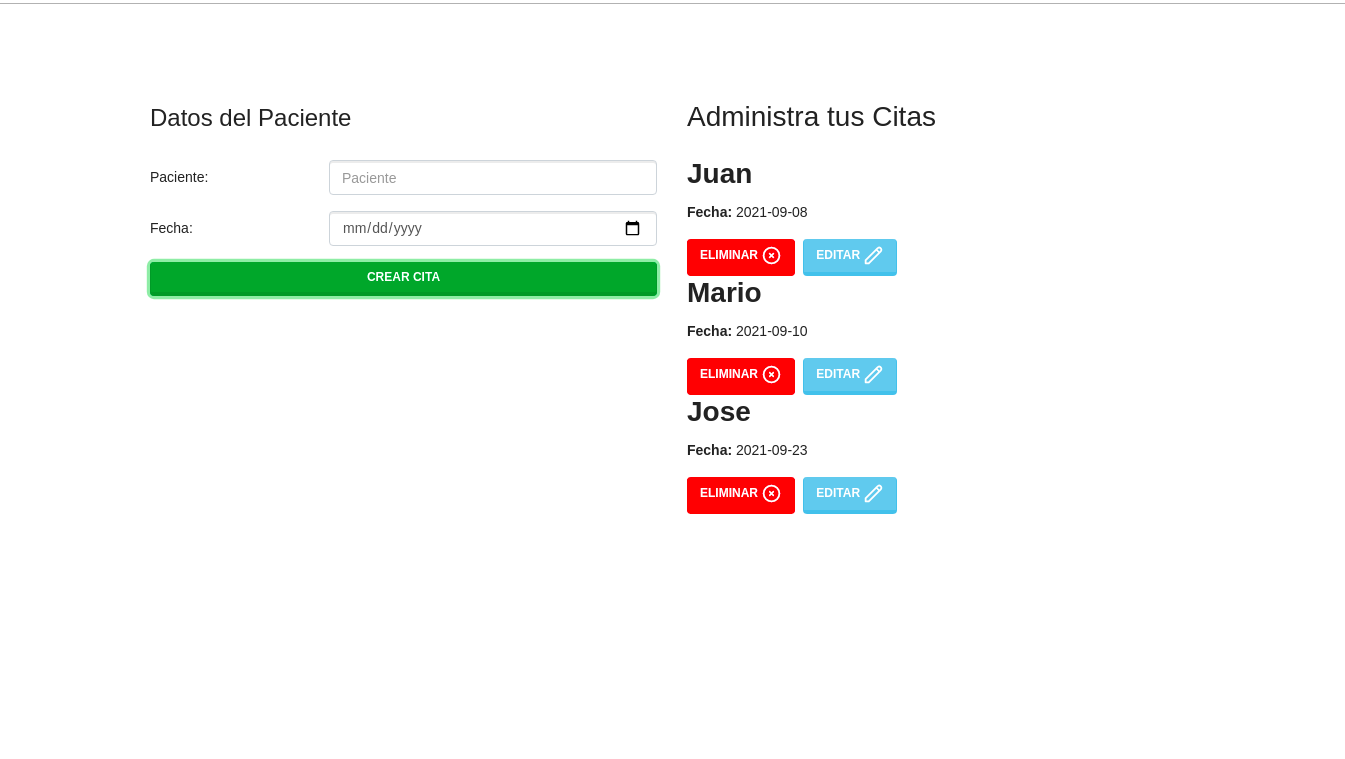 Datos del Paciente
Paciente:
Paciente
Fecha:
mm/dd/yyyy
CREAR CITA
Administra tus Citas
Juan
Fecha: 2021-09-08
ELIMINAR
EDITAR
Mario
Fecha: 2021-09-10
ELIMINAR
EDITAR
Jose
Fecha: 2021-09-23
ELIMINAR
EDITAR